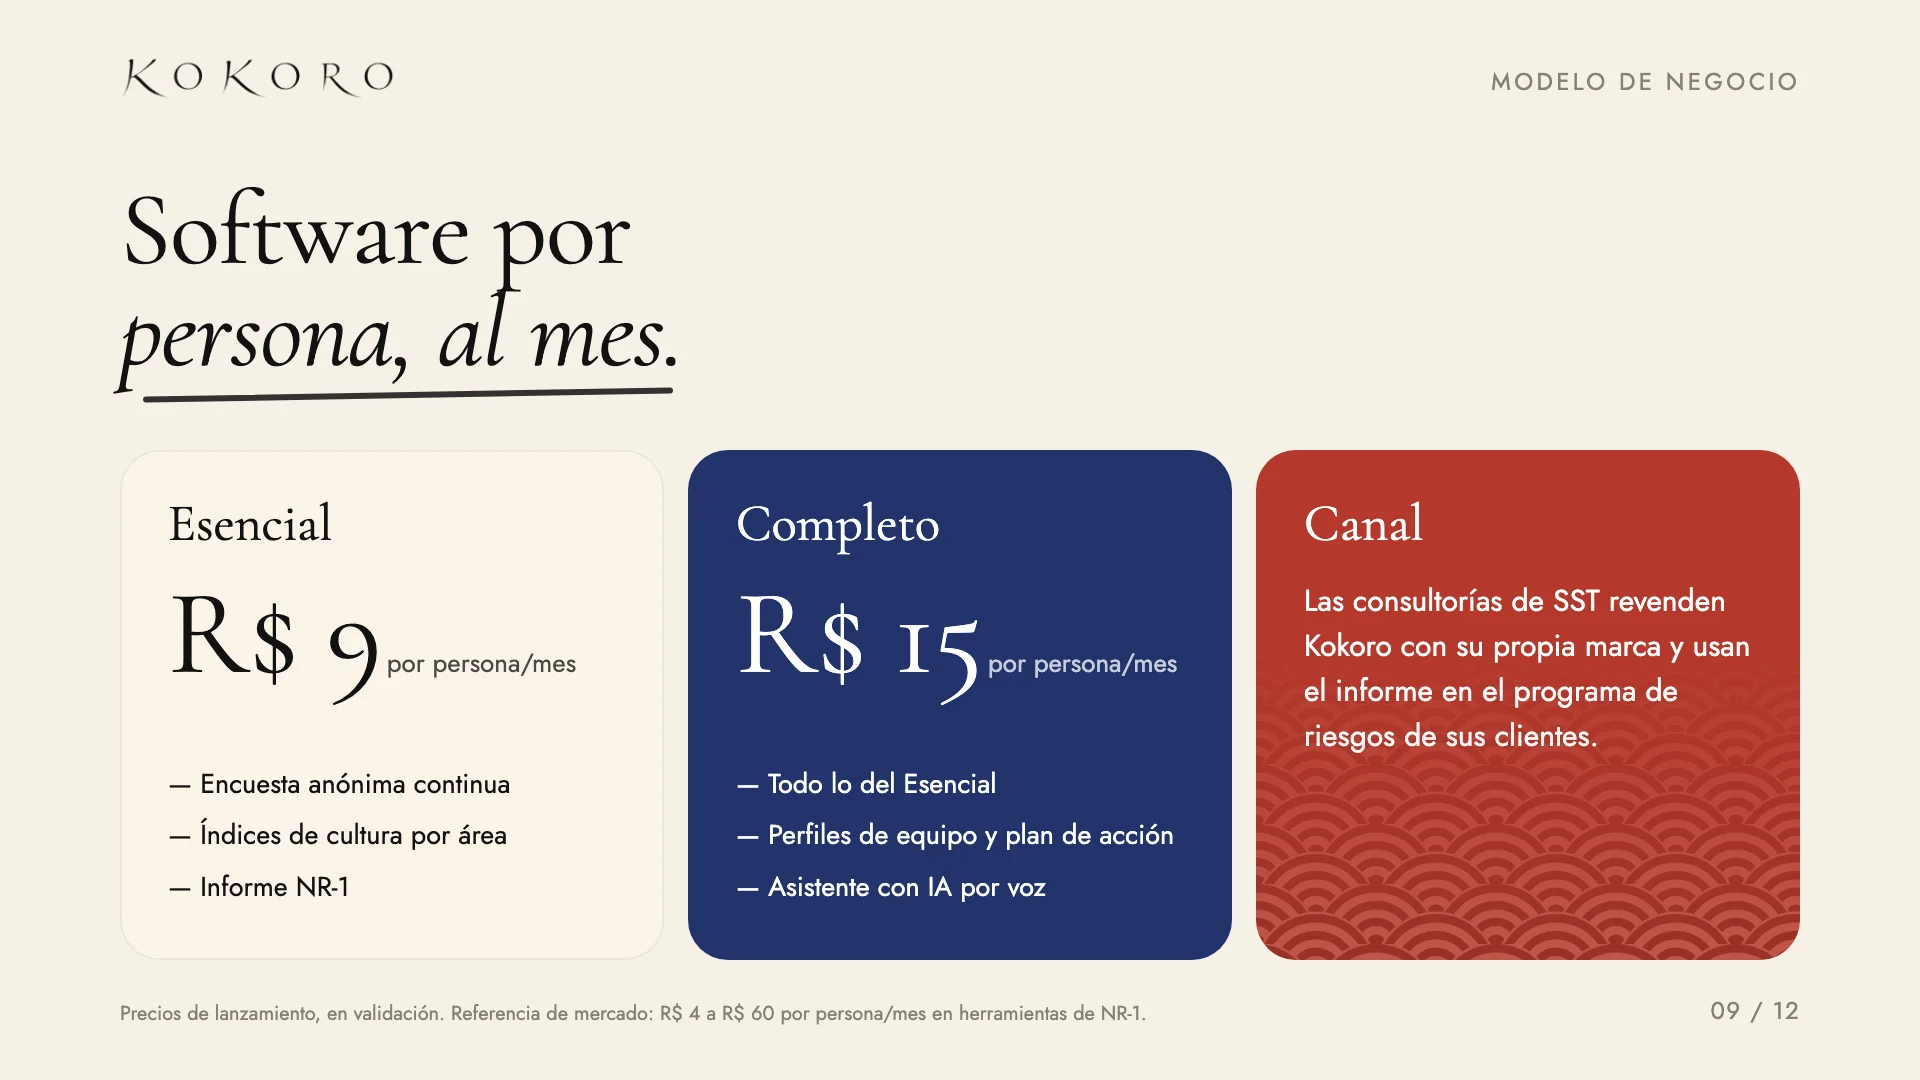 KOKORO
MODELO DE NEGOCIO
Software por
persona, al mes.
Esencial
R$ 9 por persona/mes
— Encuesta anónima continua
— Índices de cultura por área
— Informe NR-1
Completo
R$ 15 por persona/mes
— Todo lo del Esencial
— Perfiles de equipo y plan de acción
— Asistente con IA por voz
Canal
Las consultorías de SST revenden
Kokoro con su propia marca y usan
el informe en el programa de
riesgos de sus clientes.
Precios de lanzamiento, en validación. Referencia de mercado: R$ 4 a R$ 60 por persona/mes en herramientas de NR-1.
09 / 12